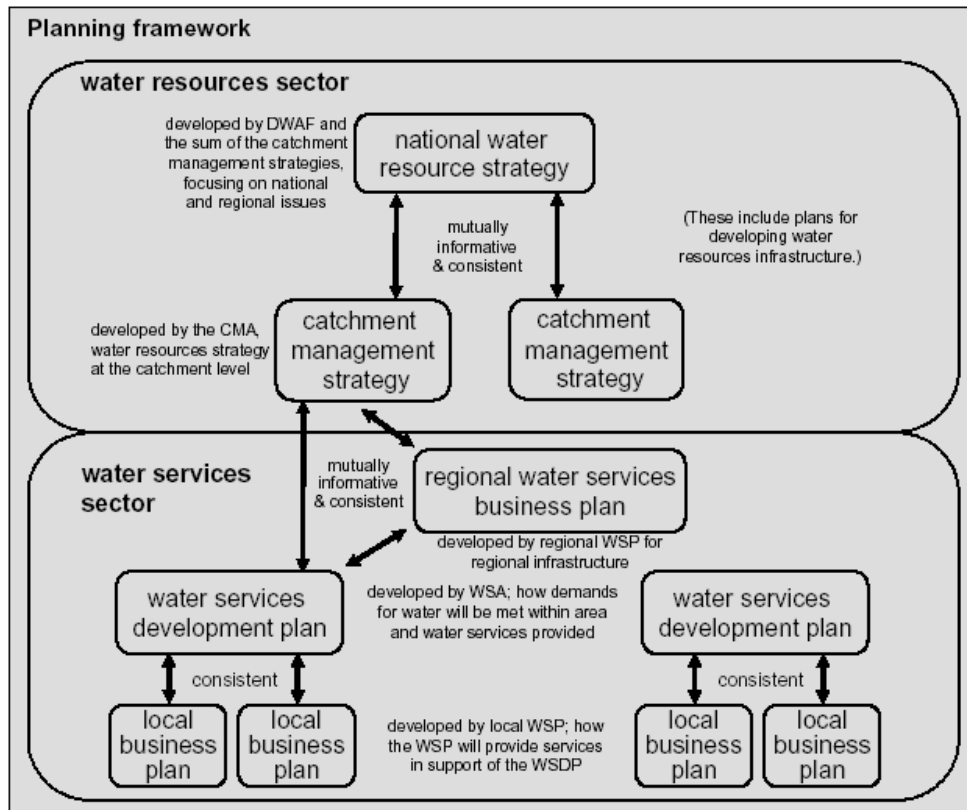 Planning framework
water resources sector
developed by DWAF and
the sum of the catchment
management strategies,
focusing on national
and regional issues
national water
resource strategy
mutually
informative
& consistent
(These include plans for
developing water
resources infrastructure.)
developed by the CMA,
water resources strategy
at the catchment level
catchment
management
strategy
catchment
management
strategy
water services
sector
mutually
informative
& consistent
regional water services
business plan
developed by regional WSP for
regional infrastructure
water services
development plan
developed by WSA; how demands
for water will be met within area
and water services provided
water services
development plan
consistent
consistent
local
business
plan
local
business
plan
developed by local WSP; how
the WSP will provide services
in support of the WSDP
local
business
plan
local
business
plan